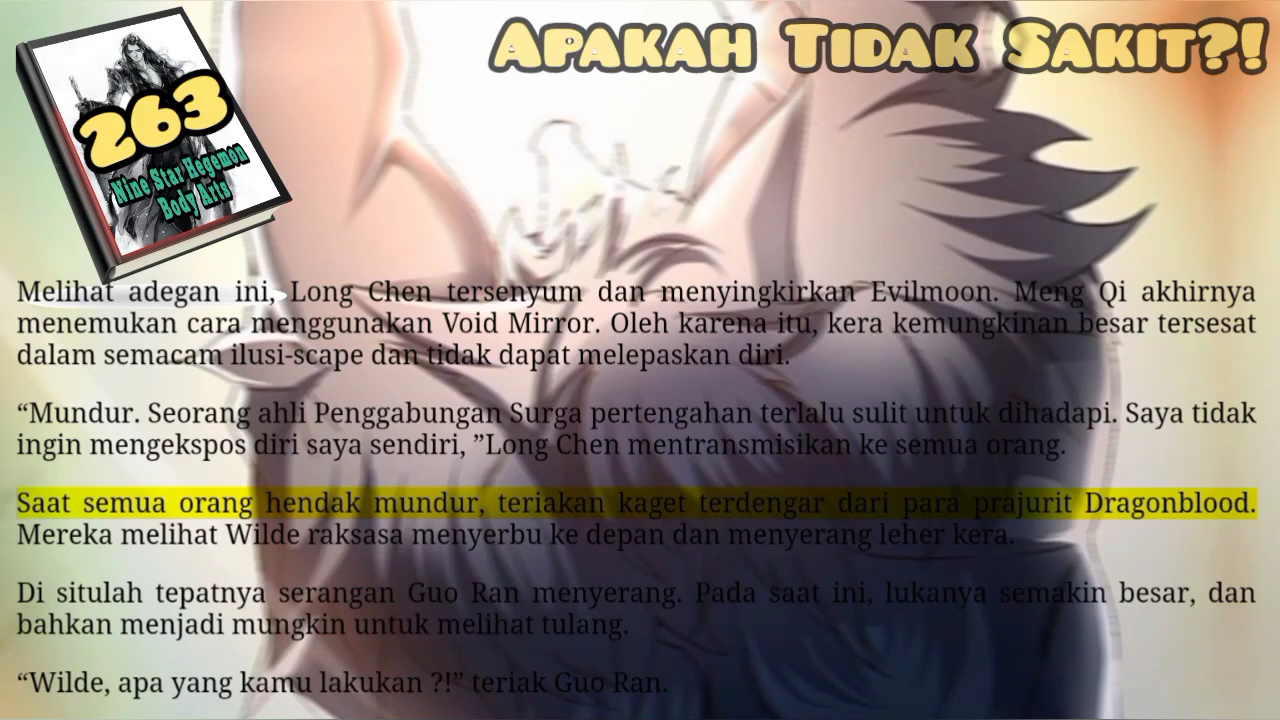 APAKAH TIDAK SAKIT?!
263
Nine Star Hegemon
Body Arts
Melihat adegan ini, Long Chen tersenyum dan menyingkirkan Evilmoon. Meng Qi akhirnya
menemukan cara menggunakan Void Mirror. Oleh karena itu, kera kemungkinan besar tersesat
dalam semacam ilusi-scape dan tidak dapat melepaskan diri.
“Mundur. Seorang ahli Penggabungan Surga pertengahan terlalu sulit untuk dihadapi. Saya tidak
ingin mengekspos diri saya sendiri, ”Long Chen mentransmisikan ke semua orang.
Saat semua orang hendak mundur, teriakan kaget terdengar dari para prajurit Dragonblood.
Mereka melihat Wilde raksasa menyerbu ke depan dan menyerang leher kera.
Di situlah tepatnya serangan Guo Ran menyerang. Pada saat ini, lukanya semakin besar, dan
bahkan menjadi mungkin untuk melihat tulang.
“Wilde, apa yang kamu lakukan ?!” teriak Guo Ran.